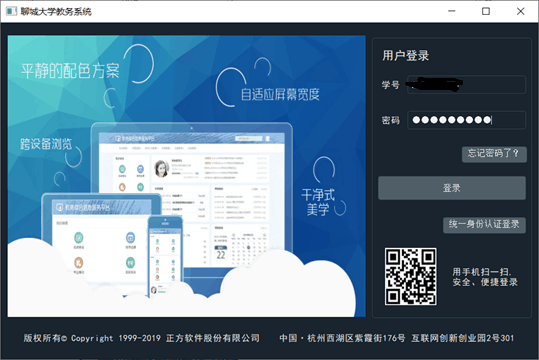 聊城大学教务系统
平静的配色方案
自适应屏幕宽度
跨设备浏览
干净式
美学
22
用户登录
学号
密码
忘记密码了？
登录
统一身份认证登录
用手机扫一扫.
安全、便捷登录
版权所有© Copyright 1999-2019 正方软件股份有限公司 中国·杭州西湖区紫霞街176号 互联网创新创业园2号301